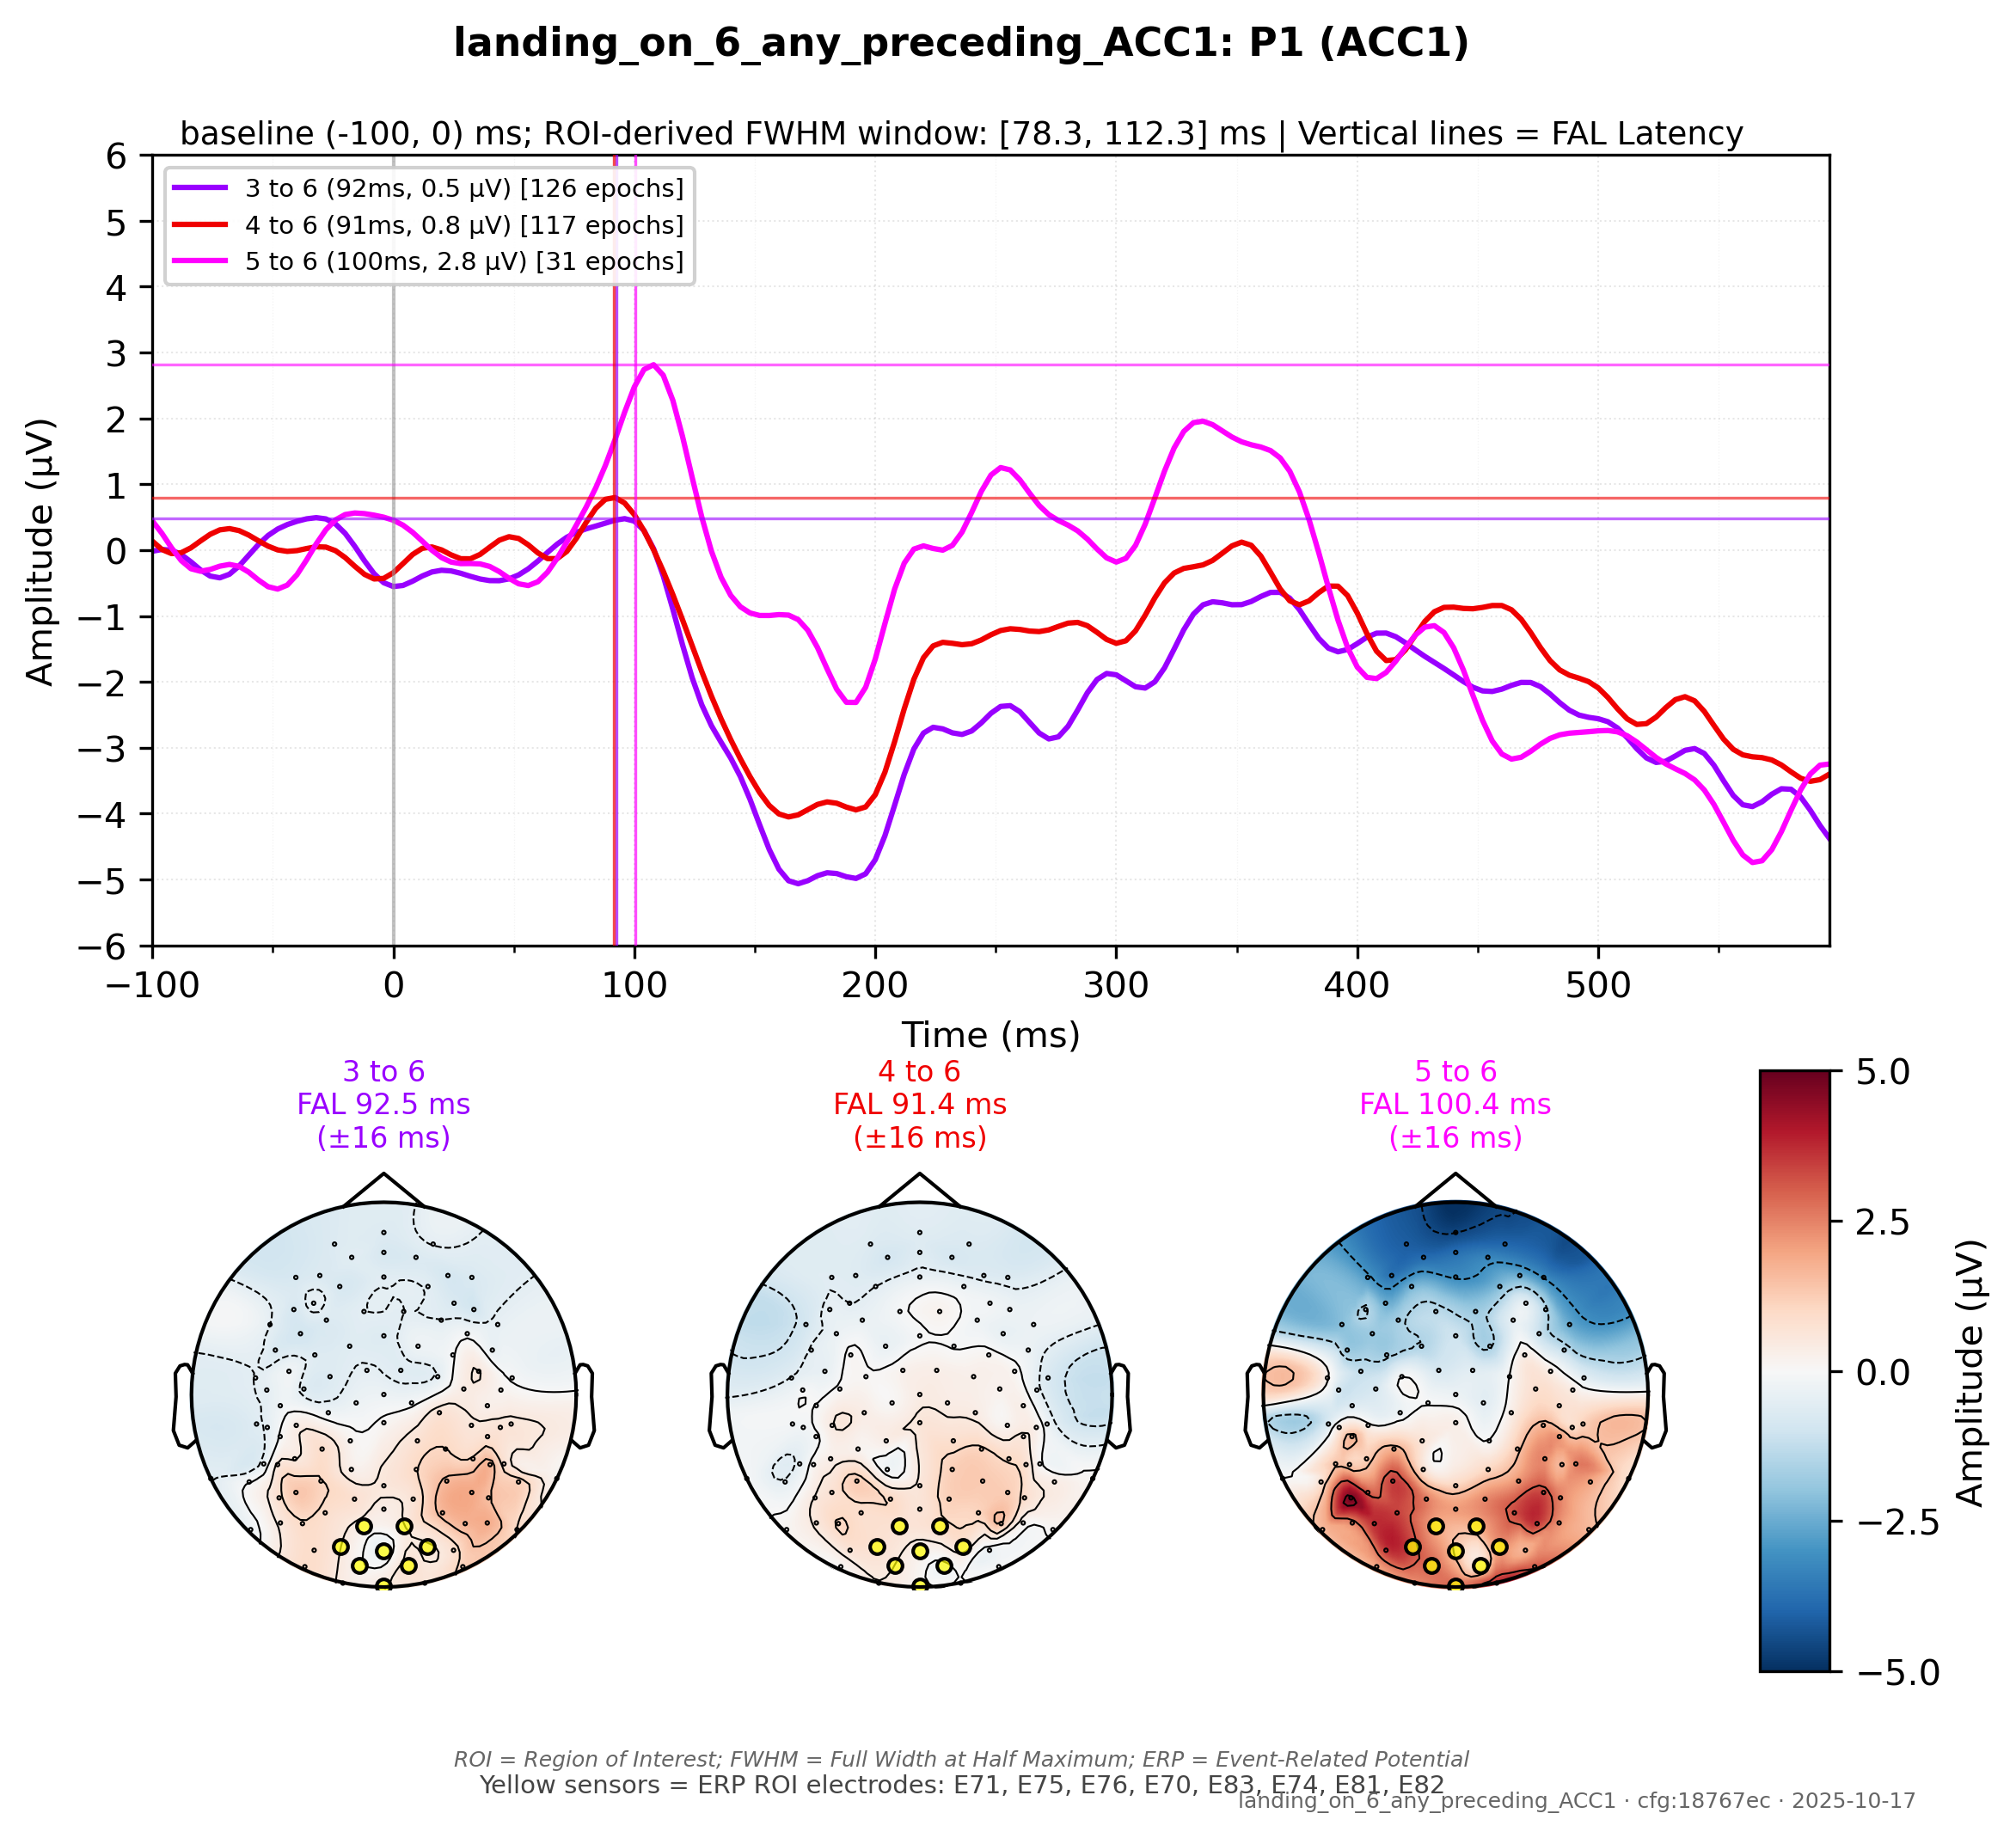 landing_on_6_any_preceding_ACC1: P1 (ACC1)
baseline (-100, 0) ms; ROI-derived FWHM window: [78.3, 112.3] ms | Vertical lines = FAL Latency
3 to 6 (92ms, 0.5 µV) [126 epochs]
4 to 6 (91ms, 0.8 µV) [117 epochs]
5 to 6 (100ms, 2.8 µV) [31 epochs]
6
5
4
3
2
1
0
−1
−2
−3
−4
−5
−6
Amplitude (µV)
−100
0
100
200
300
400
500
Time (ms)
3 to 6
FAL 92.5 ms
(±16 ms)
4 to 6
FAL 91.4 ms
(±16 ms)
5 to 6
FAL 100.4 ms
(±16 ms)
5.0
2.5
0.0
−2.5
−5.0
Amplitude (µV)
ROI = Region of Interest; FWHM = Full Width at Half Maximum; ERP = Event-Related Potential
Yellow sensors = ERP ROI electrodes: E71, E75, E76, E70, E83, E74, E81, E82
landing_on_6_any_preceding_ACC1 · cfg:18767ec · 2025-10-17